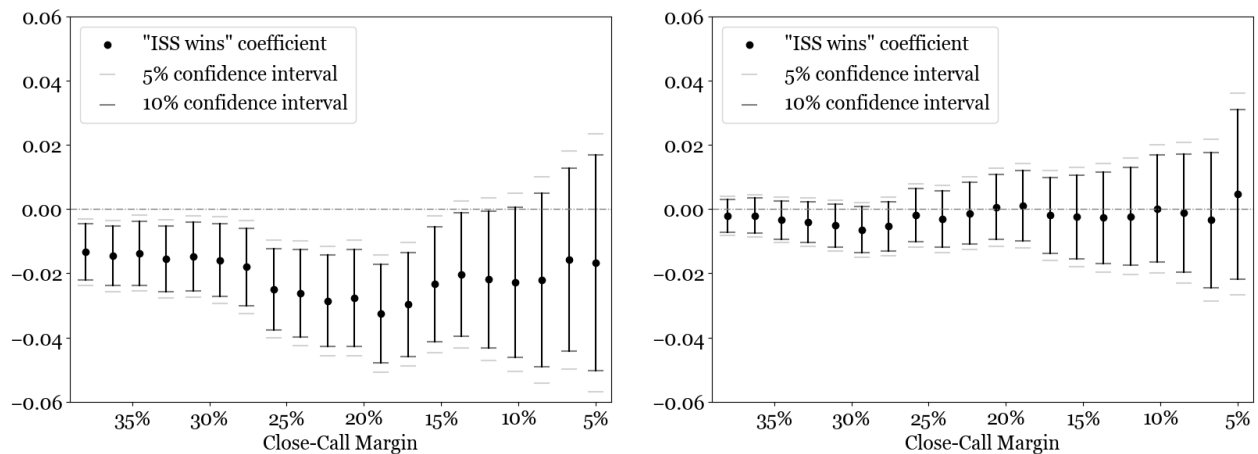 0.06
0.04
0.02
0.00
−0.02
−0.04
−0.06
"ISS wins" coefficient
5% confidence interval
10% confidence interval
35% 30% 25% 20% 15% 10% 5%
Close-Call Margin
0.06
0.04
0.02
0.00
−0.02
−0.04
−0.06
"ISS wins" coefficient
5% confidence interval
10% confidence interval
35% 30% 25% 20% 15% 10% 5%
Close-Call Margin